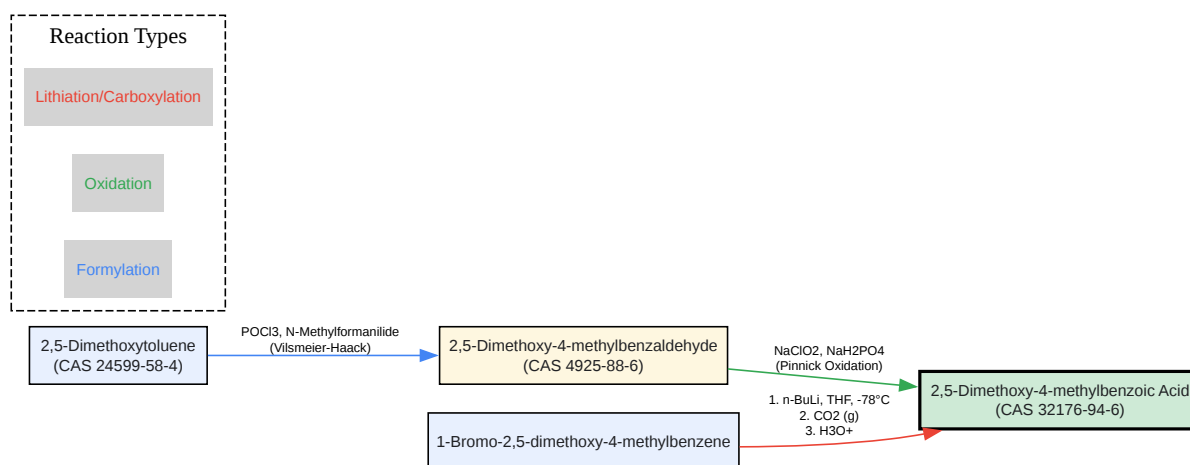 Reaction Types
Lithiation/Carboxylation
Oxidation
Formylation
2,5-Dimethoxytoluene
(CAS 24599-58-4)
POCl3, N-Methylformanilide
(Vilsmeier-Haack)
2,5-Dimethoxy-4-methylbenzaldehyde
(CAS 4925-88-6)
NaClO2, NaH2PO4
(Pinnick Oxidation)
1-Bromo-2,5-dimethoxy-4-methylbenzene
1. n-BuLi, THF, -78°C
2. CO2 (g)
3. H3O+
2,5-Dimethoxy-4-methylbenzoic Acid
(CAS 32176-94-6)